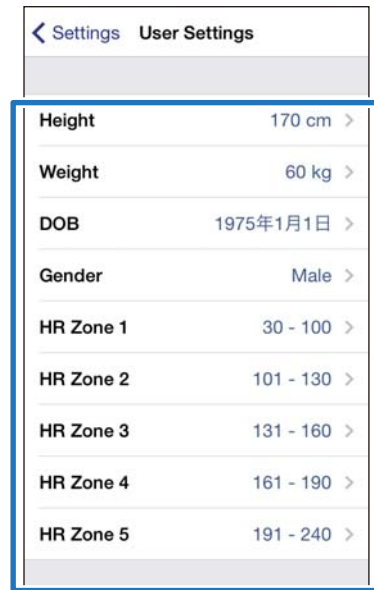 Settings User Settings
Height 170 cm
Weight 60 kg
DOB 1975年1月1日
Gender Male
HR Zone 1 30 - 100
HR Zone 2 101 - 130
HR Zone 3 131 - 160
HR Zone 4 161 - 190
HR Zone 5 191 - 240